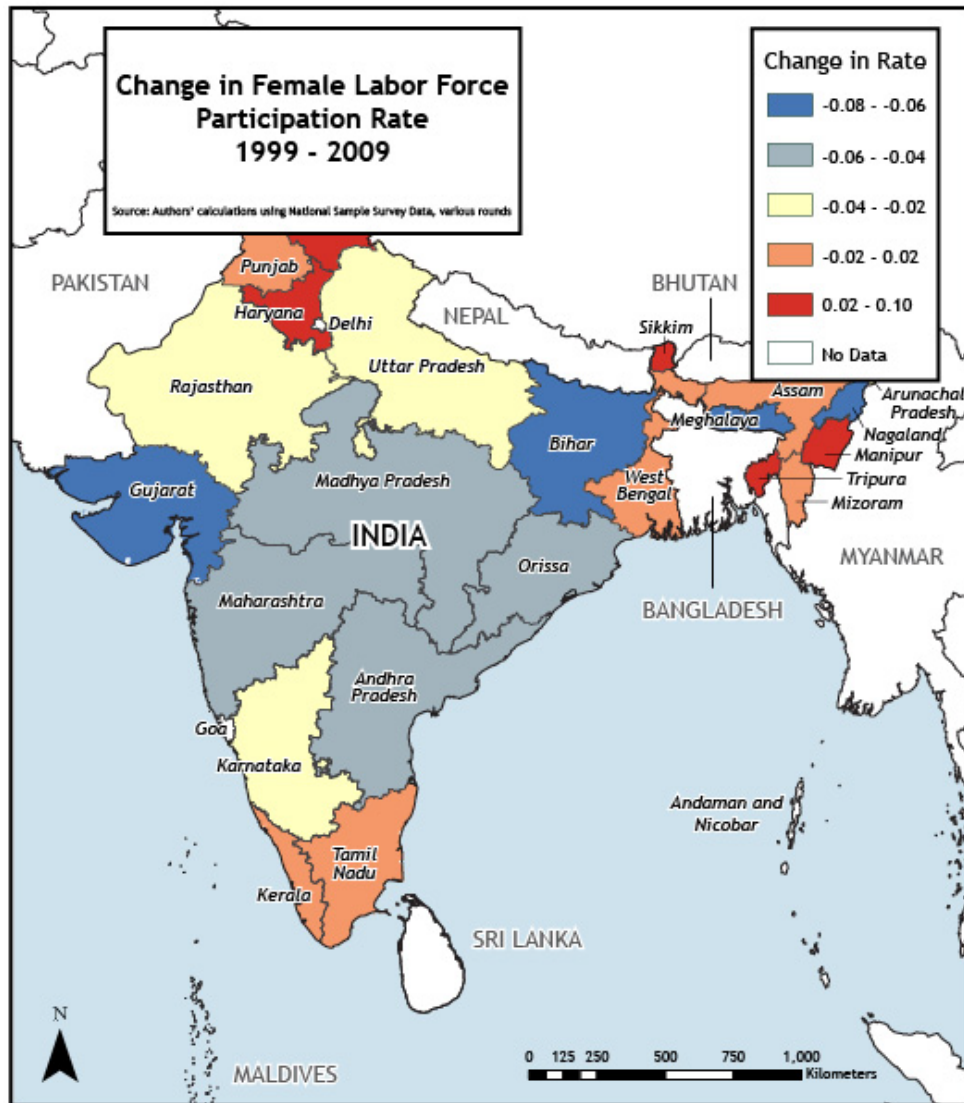 Change in Female Labor Force
Participation Rate
1999 - 2009
Source: Authors' calculations using National Sample Survey Data, various rounds
Change in Rate
-0.08 - -0.06
-0.06 - -0.04
-0.04 - -0.02
-0.02 - 0.02
0.02 - 0.10
No Data
PAKISTAN
Punjab
Haryana
Delhi
NEPAL
BHUTAN
Sikkim
Rajasthan
Uttar Pradesh
Assam
Arunachal
Pradesh
Meghalaya
Nagaland
Manipur
Tripura
Mizoram
Bihar
West
Bengal
Gujarat
Madhya Pradesh
INDIA
Orissa
MYANMAR
Maharashtra
BANGLADESH
Andhra
Pradesh
Goa
Karnataka
Andaman and
Nicobar
Tamil
Nadu
Kerala
SRI LANKA
N
MALDIVES
0 125 250 500 750 1,000
Kilometers